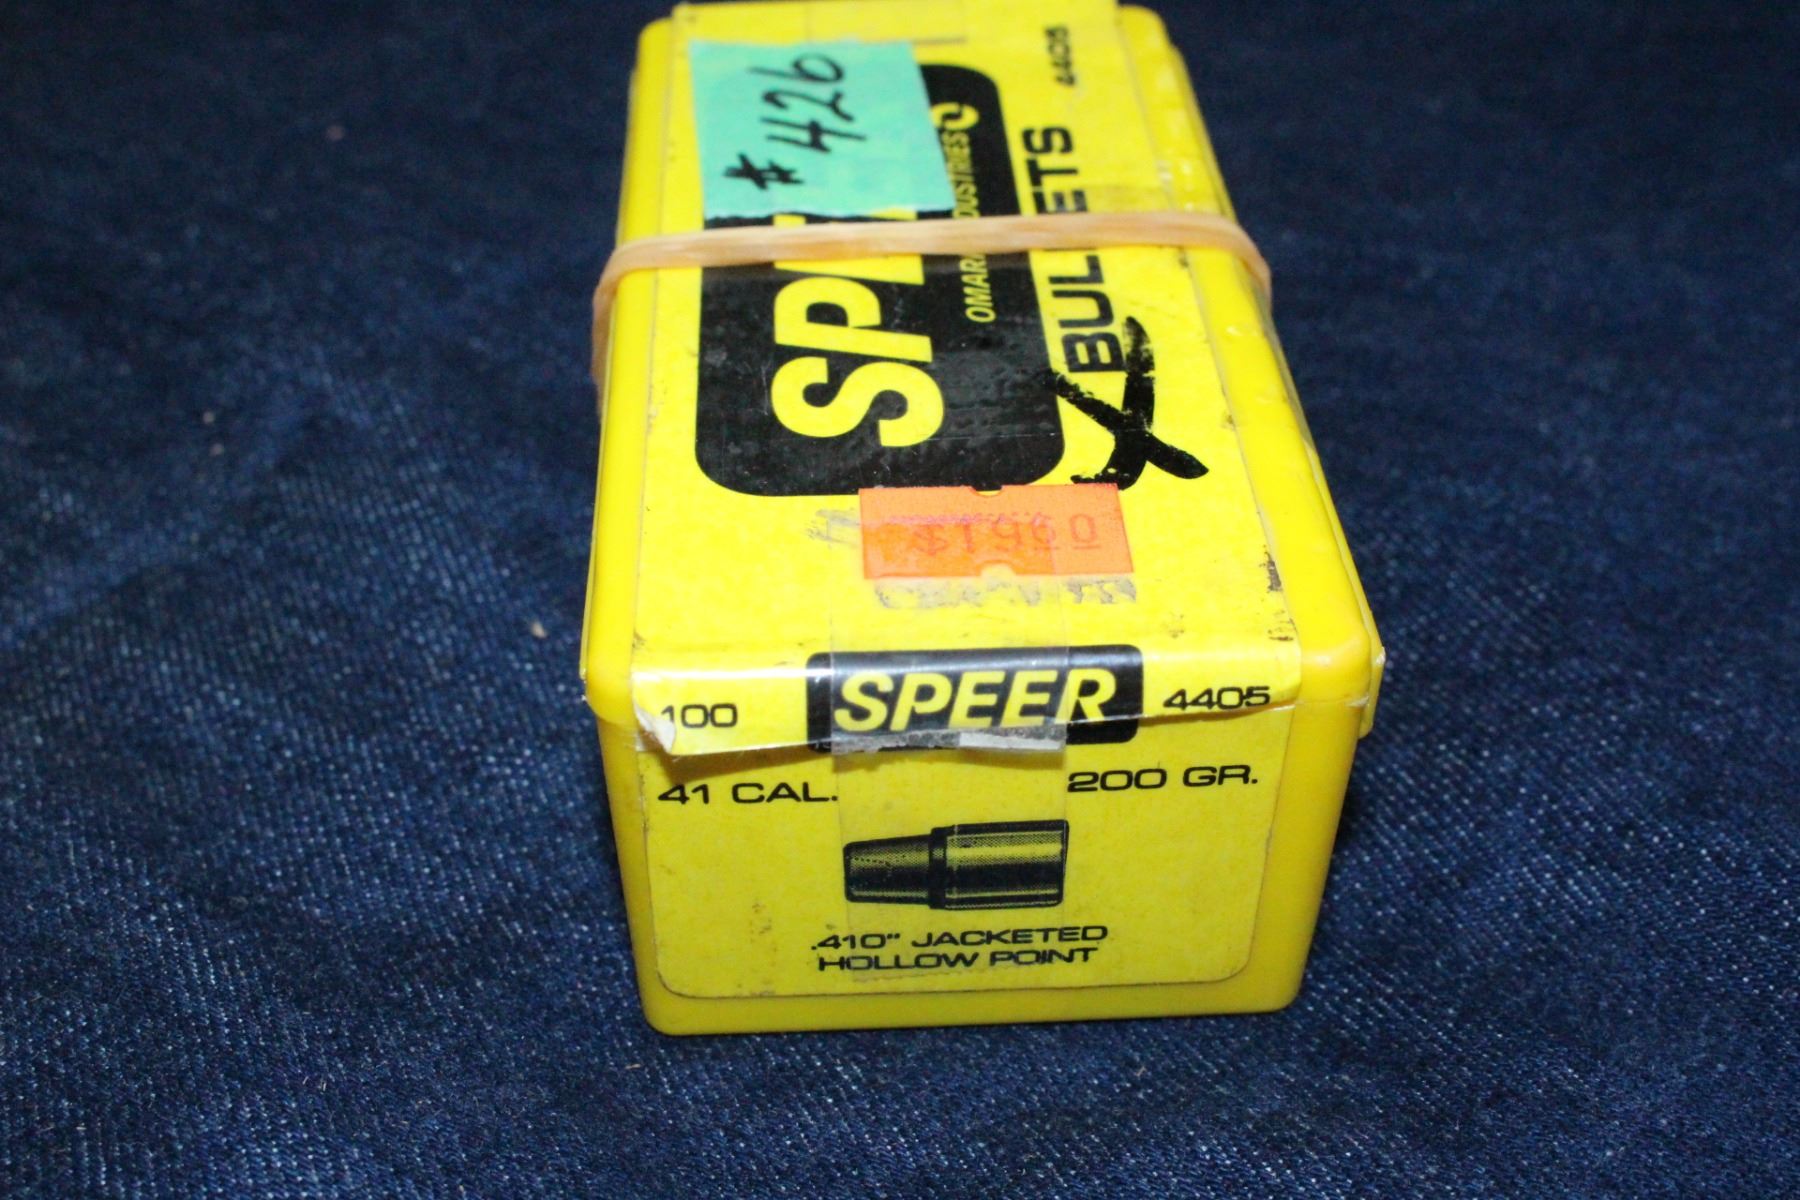 #426
4405
SPE
OMARK INDUSTRIES
BULLETS
X
$1960
100 SPEER 4405
41 CAL. 200 GR.
.410" JACKETED
HOLLOW POINT